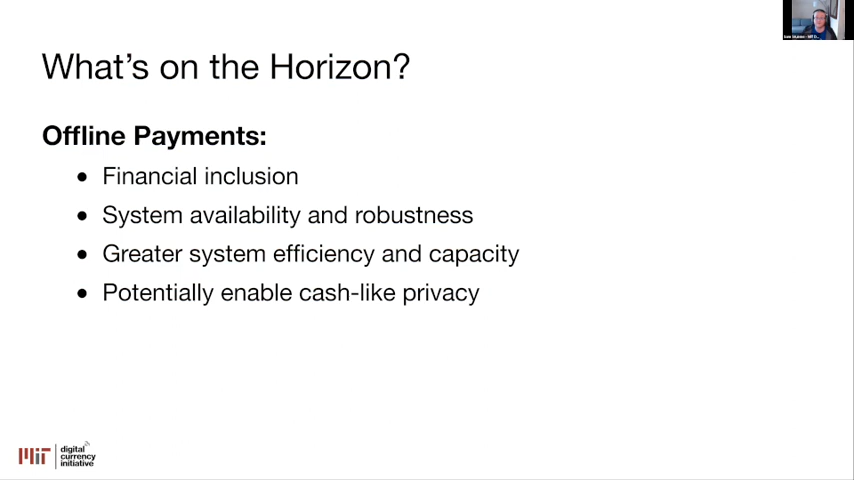 What's on the Horizon?
Offline Payments:
● Financial inclusion
● System availability and robustness
● Greater system efficiency and capacity
● Potentially enable cash-like privacy
MIT
digital
currency
initiative